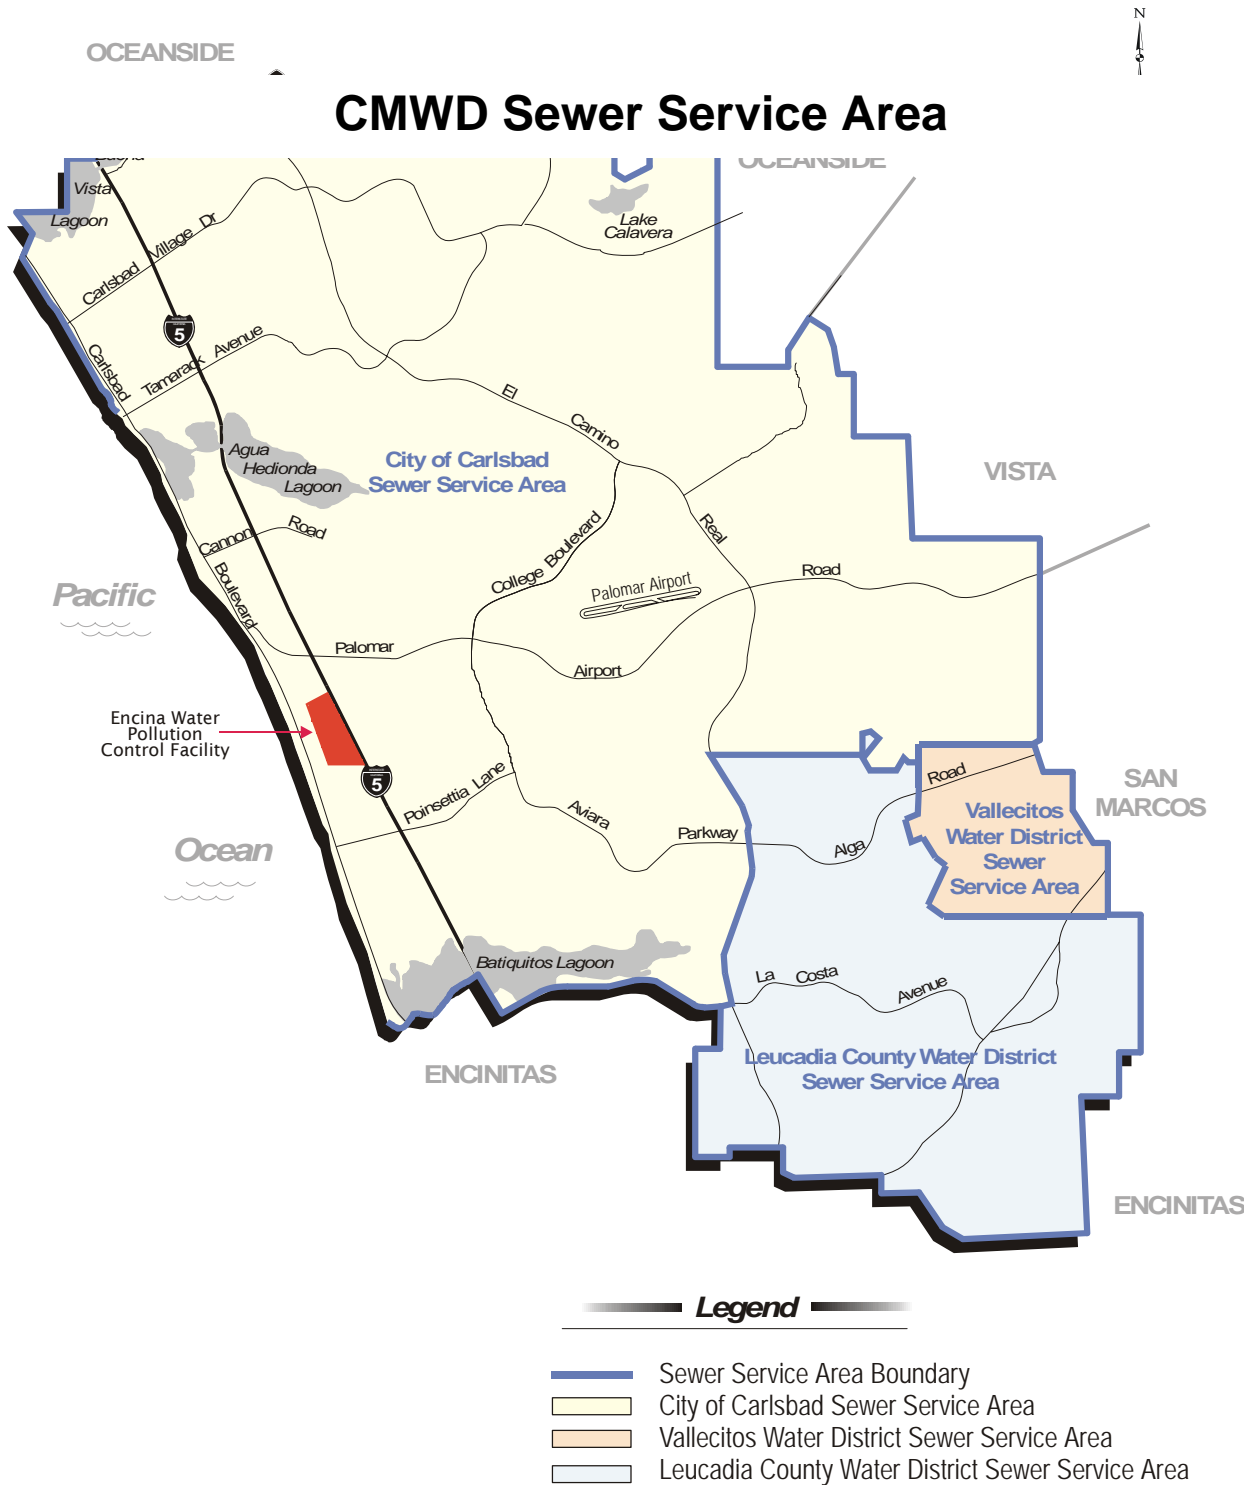 N
OCEANSIDE
CMWD Sewer Service Area
OCEANSIDE
Buena
Vista
Lagoon
Lake
Calavera
Carlsbad Village Dr
5
Tamarack Avenue
Carlsbad
El
Camino
Real
Agua
Hedionda
Lagoon
City of Carlsbad
Sewer Service Area
VISTA
Cannon Road
College Boulevard
Boulevard
Palomar Airport
Road
Pacific
Palomar
Airport
Encina Water
Pollution
Control Facility
5
Poinsettia Lane
Aviara
Parkway
Alga
Road
SAN
MARCOS
Vallecitos
Water District
Sewer
Service Area
Ocean
Batiquitos Lagoon
La Costa
Avenue
ENCINITAS
Leucadia County Water District
Sewer Service Area
ENCINITAS
Legend
Sewer Service Area Boundary
City of Carlsbad Sewer Service Area
Vallecitos Water District Sewer Service Area
Leucadia County Water District Sewer Service Area